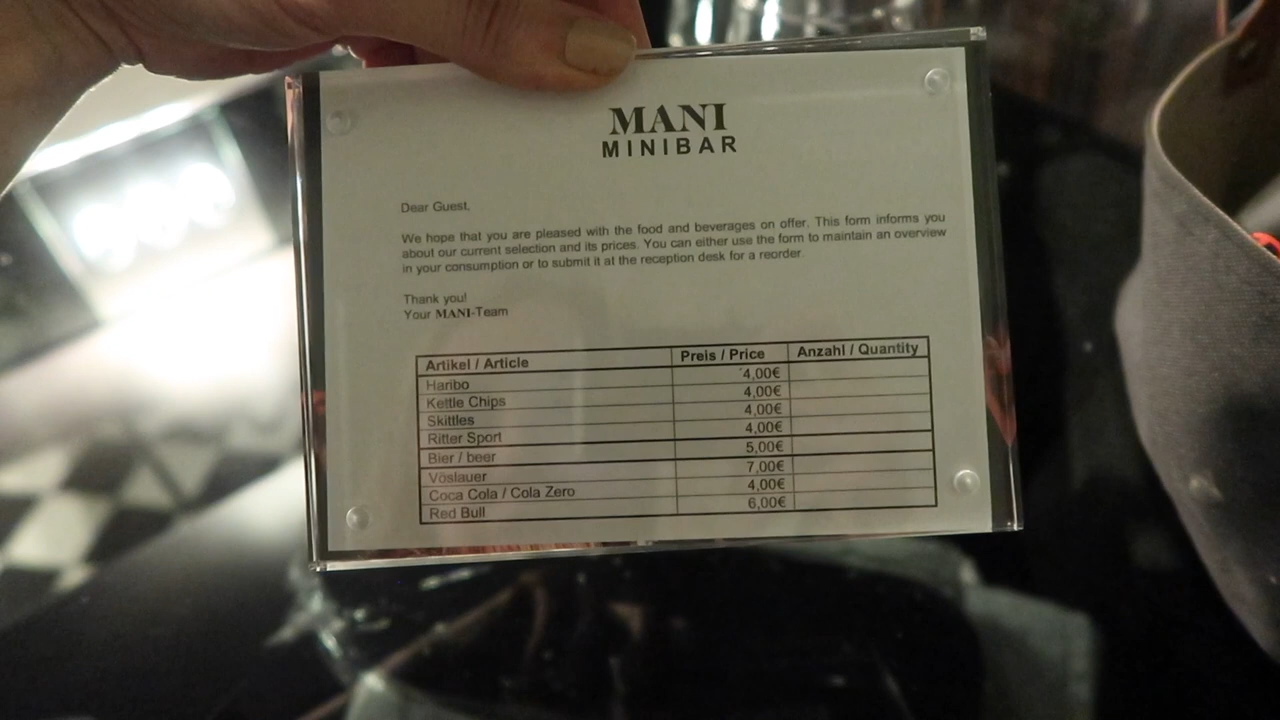 MANI
MINIBAR
Dear Guest,
We hope that you are pleased with the food and beverages on offer. This form informs you
about our current selection and its prices. You can either use the form to maintain an overview
in your consumption or to submit it at the reception desk for a reorder.
Thank you!
Your MANI-Team
Artikel / Article Preis / Price Anzahl / Quantity
Haribo 4,00€
Kettle Chips 4,00€
Skittles 4,00€
Ritter Sport 4,00€
Bier / beer 5,00€
Vöslauer 7,00€
Coca Cola / Cola Zero 4,00€
Red Bull 6,00€